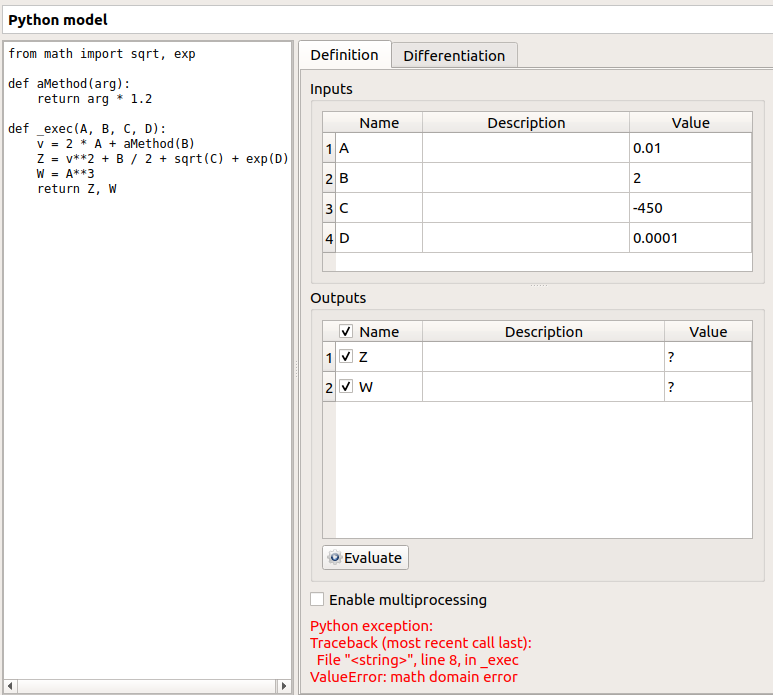 Python model
from math import sqrt, exp
def aMethod(arg):
    return arg * 1.2
def _exec(A, B, C, D):
    v = 2 * A + aMethod(B)
    Z = v**2 + B / 2 + sqrt(C) + exp(D)
    W = A**3
    return Z, W
Definition Differentiation
Inputs
Name Description Value
1 A 0.01
2 B 2
3 C -450
4 D 0.0001
Outputs
Name Description Value
1 Z ?
2 W ?
Evaluate
Enable multiprocessing
Python exception:
Traceback (most recent call last):
  File "<string>", line 8, in _exec
ValueError: math domain error